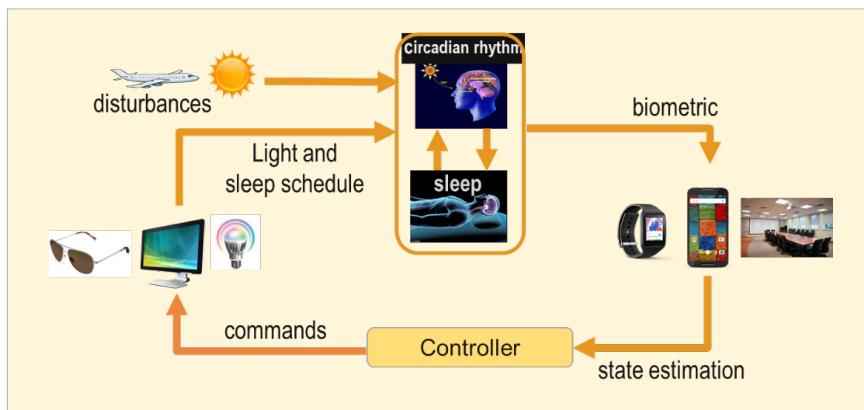 Circadian rhythm
disturbances
biometric
Light and
sleep schedule
sleep
commands
Controller
state estimation